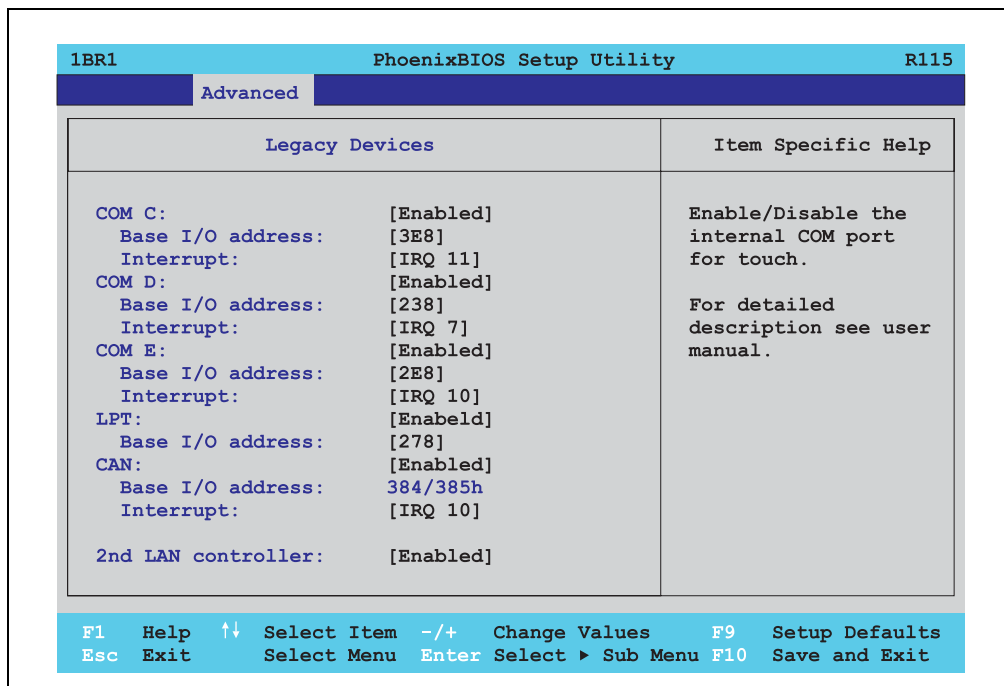 1BR1 PhoenixBIOS Setup Utility R115
Advanced
Legacy Devices Item Specific Help
COM C: [Enabled] Enable/Disable the
Base I/O address: [3E8] internal COM port
Interrupt: [IRQ 11] for touch.
COM D: [Enabled]
Base I/O address: [238] For detailed
Interrupt: [IRQ 7] description see user
COM E: [Enabled] manual.
Base I/O address: [2E8]
Interrupt: [IRQ 10]
LPT: [Enabeld]
Base I/O address: [278]
CAN: [Enabled]
Base I/O address: 384/385h
Interrupt: [IRQ 10]
2nd LAN controller: [Enabled]
F1 Help ↑↓ Select Item -/+ Change Values F9 Setup Defaults
Esc Exit Select Menu Enter Select ▶ Sub Menu F10 Save and Exit